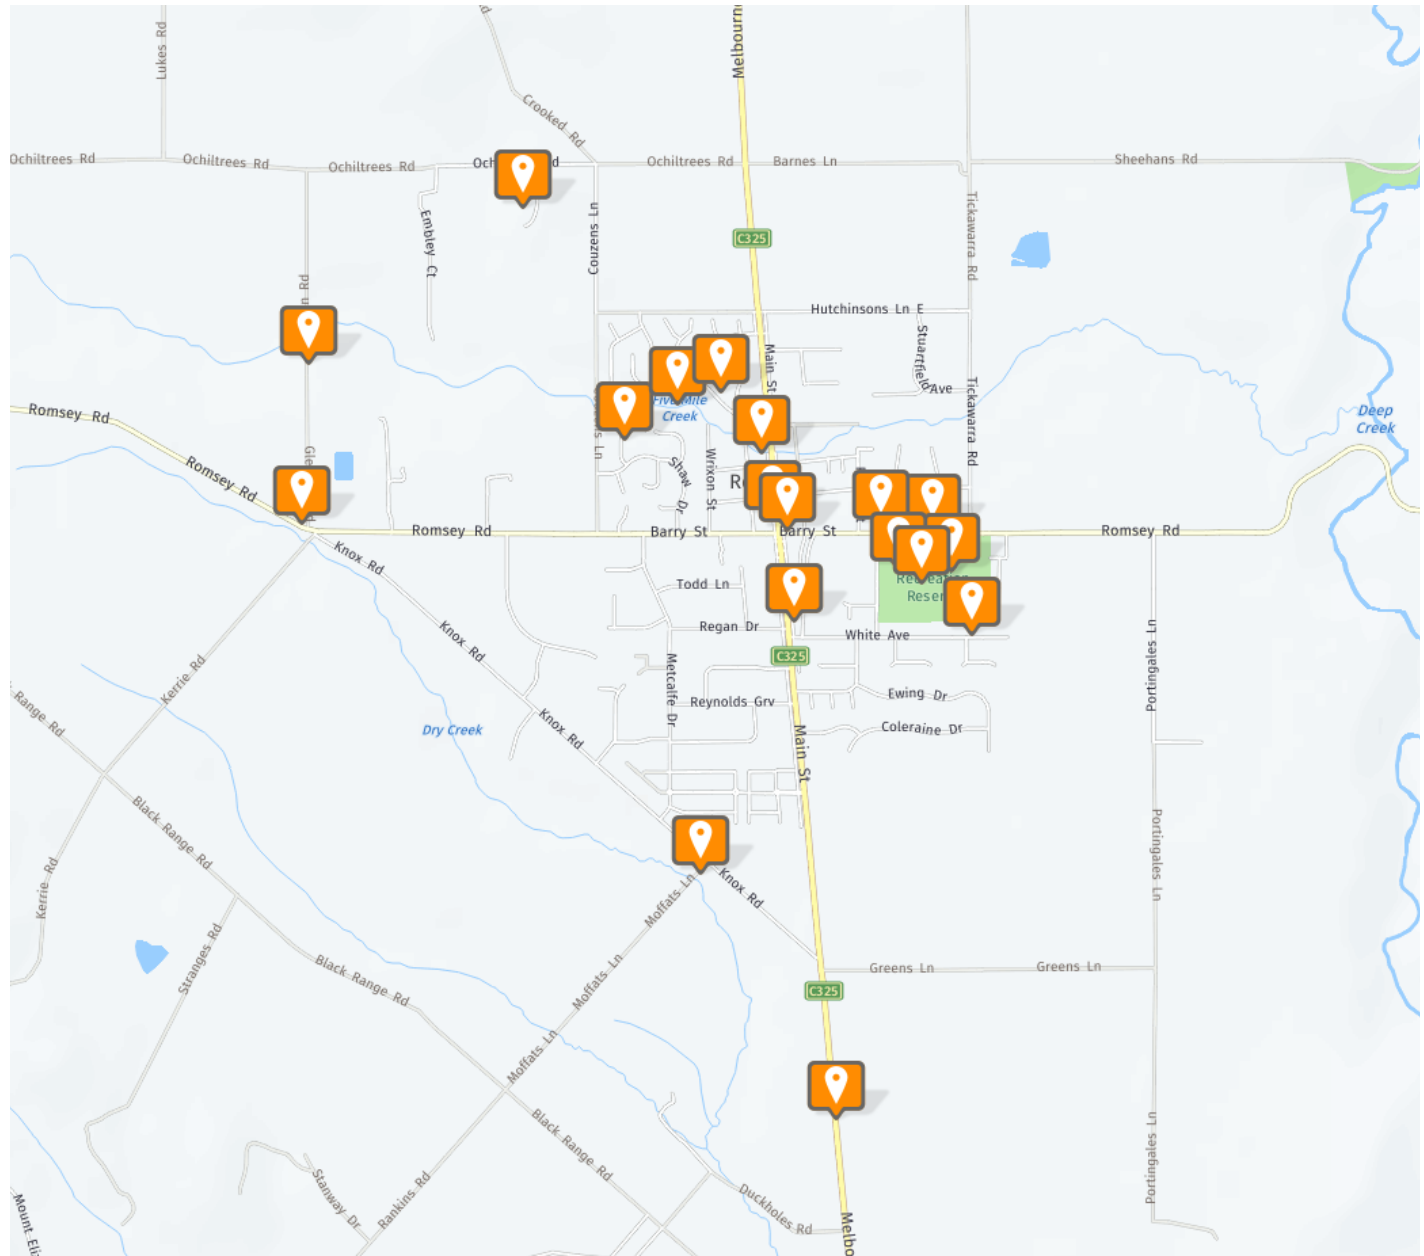 Lukes Rd
Melbourn
Crooked Rd
Ochiltrees Rd
Ochiltrees Rd
Ochiltrees Rd
Ochiltrees Rd
Barnes Ln
Sheehans Rd
Embley Ct
Couzens Ln
Tickawarra Rd
C325
Hutchinsons Ln E
Stuartfield Ave
Main St
Tickawarra Rd
Five Mile
Creek
Deep
Creek
Romsey Rd
Romsey Rd
Shaw Dr
Wrixon St
Romsey Rd
Barry St
Barry St
Romsey Rd
Knox Rd
Todd Ln
Regan Dr
White Ave
C325
Knox Rd
Kerrie Rd
Metcalfe Dr
Reynolds Grv
Ewing Dr
Coleraine Dr
Portingales Ln
Range Rd
Dry Creek
Knox Rd
Main St
Black Range Rd
Portingales Ln
Kerrie Rd
Knox Rd
Moffats Ln
Stranges Rd
Black Range Rd
Moffats Ln
Greens Ln
Greens Ln
C325
Moffats Ln
Black Range Rd
Portingales Ln
Stanway Dr
Rankins Rd
Duckholes Rd
Melbo
Mount Eliz